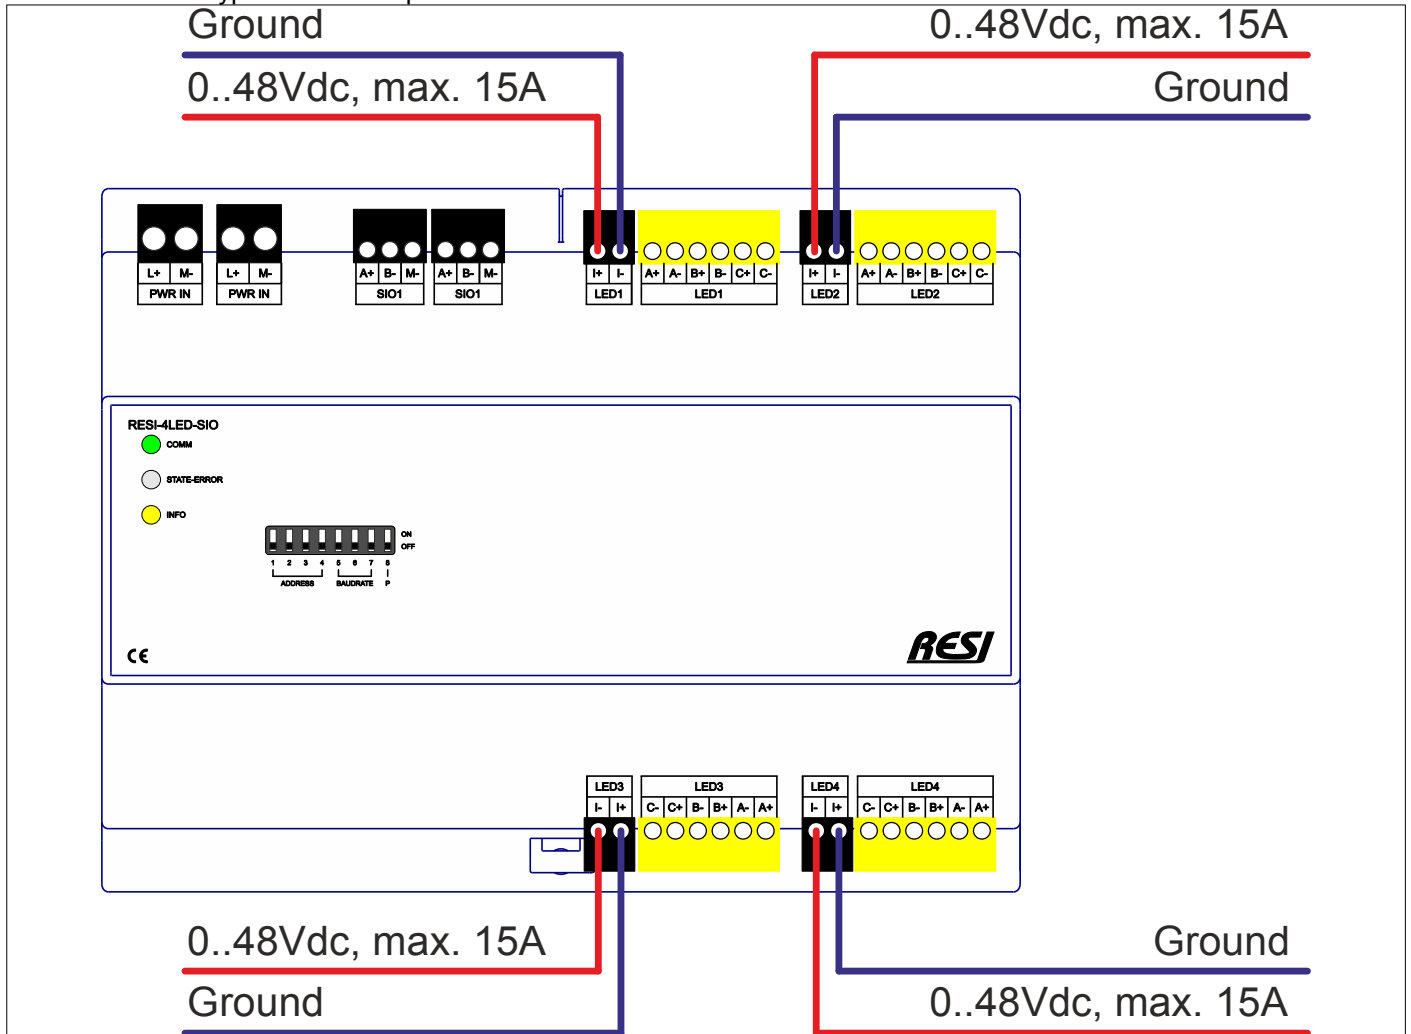 Ground
0..48Vdc, max. 15A
0..48Vdc, max. 15A
Ground
L+ M- L+ M- A+ B- M- A+ B- M- I+ I- A+ A- B+ B- C+ C- I+ I- A+ A- B+ B- C+ C-
PWR IN PWR IN SIO1 SIO1 LED1 LED1 LED2 LED2
RESI-4LED-SIO
COMM
STATE-ERROR
INFO
ON
OFF
1 2 3 4 5 6 7 8
ADDRESS BAUDRATE P
CE
RESI
LED3 LED3 LED4 LED4
I- I+ C- C+ B- B+ A- A+ I- I+ C- C+ B- B+ A- A+
0..48Vdc, max. 15A
Ground
Ground
0..48Vdc, max. 15A